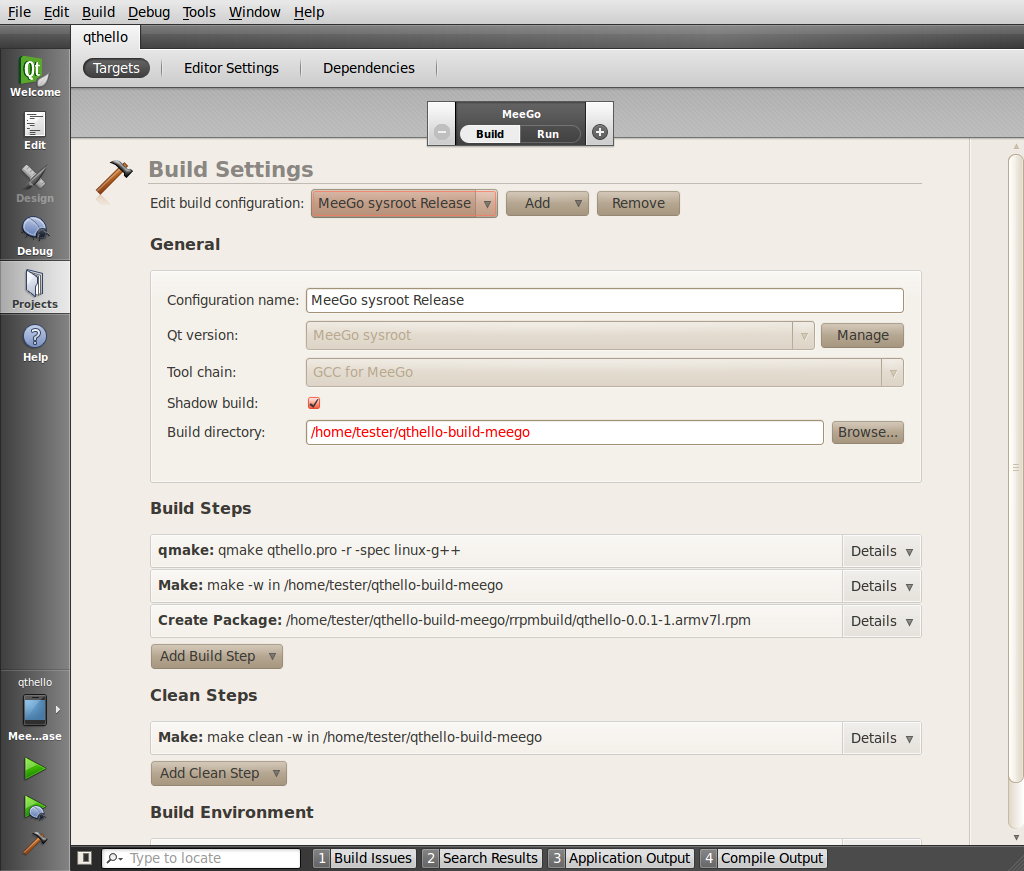 File Edit Build Debug Tools Window Help
qthello
Targets Editor Settings Dependencies
Qt
Welcome
Edit
Design
Debug
Projects
Help
MeeGo
Build Run
Build Settings
Edit build configuration: MeeGo sysroot Release Add Remove
General
Configuration name: MeeGo sysroot Release
Qt version: MeeGo sysroot Manage
Tool chain: GCC for MeeGo
Shadow build:
Build directory: /home/tester/qthello-build-meego Browse...
Build Steps
qmake: qmake qthello.pro -r -spec linux-g++ Details
Make: make -w in /home/tester/qthello-build-meego Details
Create Package: /home/tester/qthello-build-meego/rrpmbuild/qthello-0.0.1-1.armv7l.rpm Details
Add Build Step
Clean Steps
Make: make clean -w in /home/tester/qthello-build-meego Details
Add Clean Step
Build Environment
qthello
Mee...ase
Type to locate 1 Build Issues 2 Search Results 3 Application Output 4 Compile Output